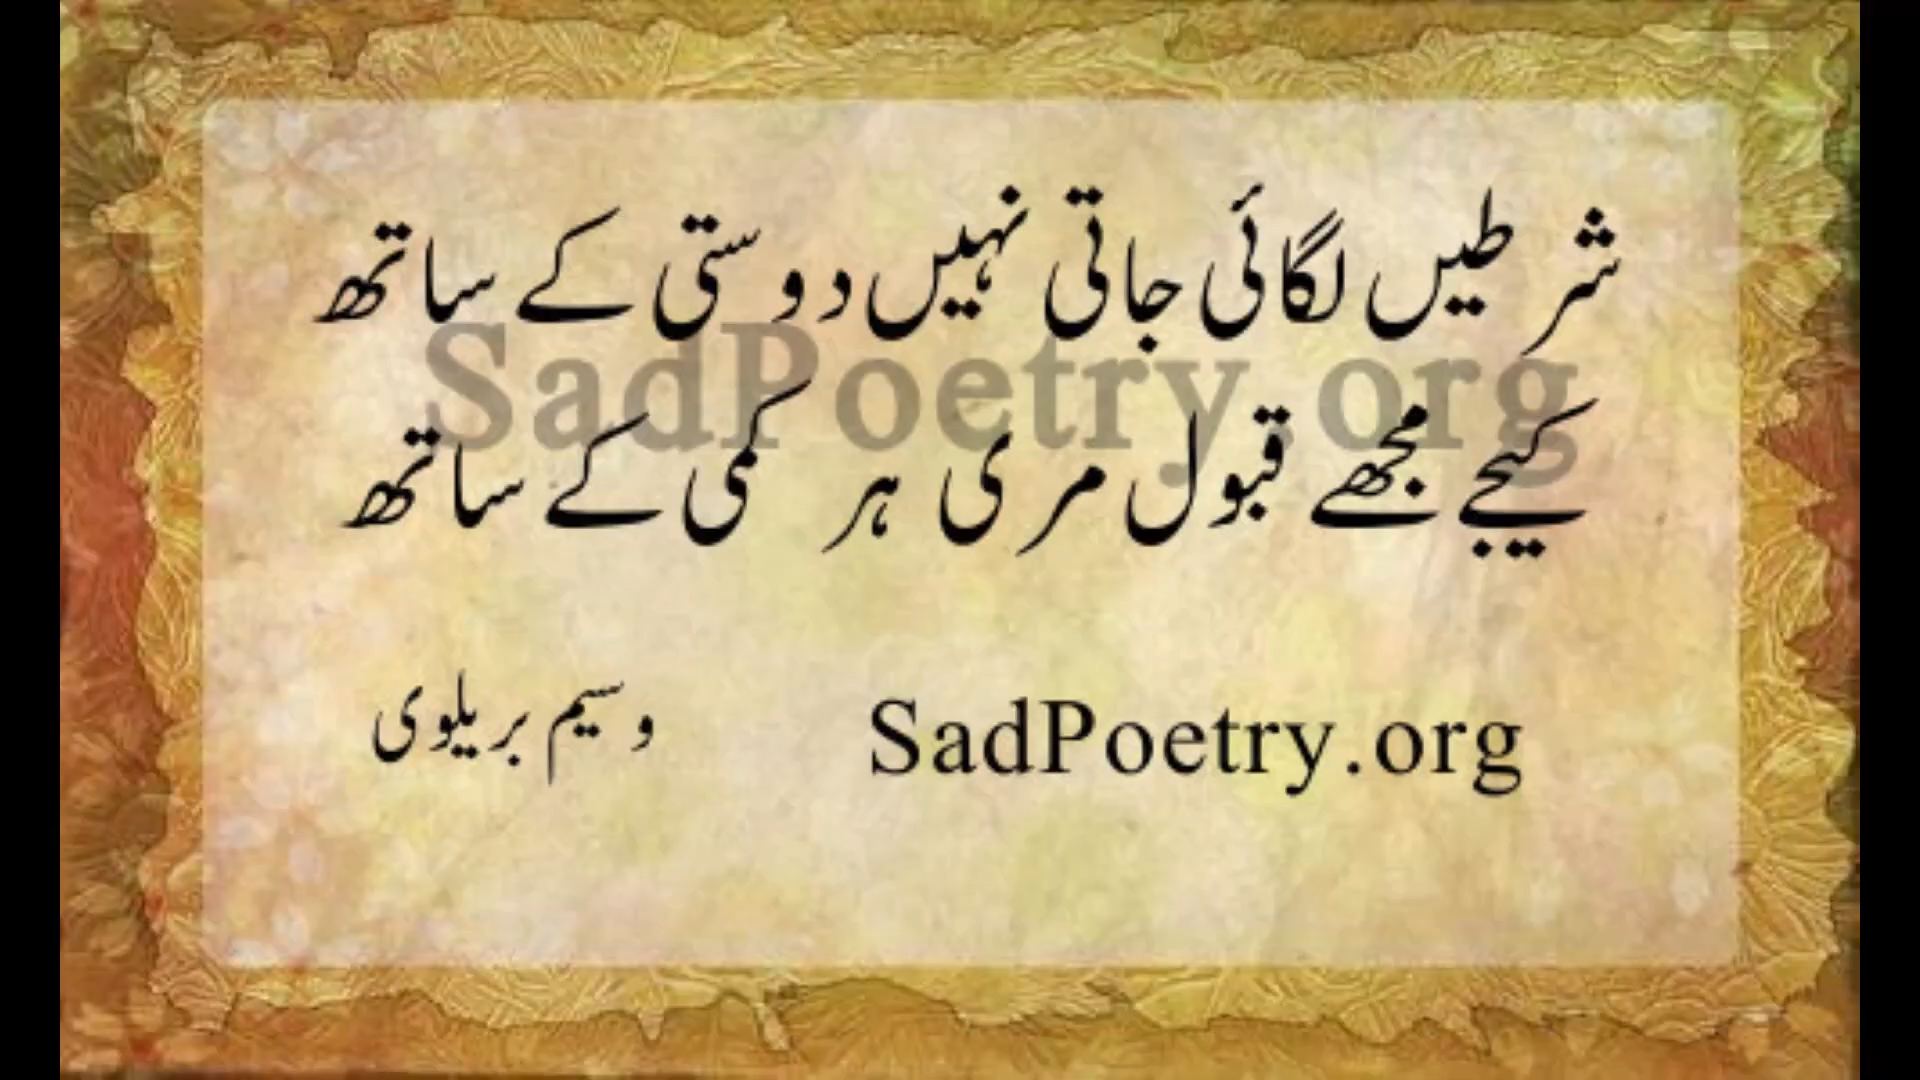 شرطیں لگائی جاتی نہیں دوستی کے ساتھ
SadPoetry.org
کیجے مجھے قبول مری ہر کمی کے ساتھ
SadPoetry.org
وسیم بریلوی